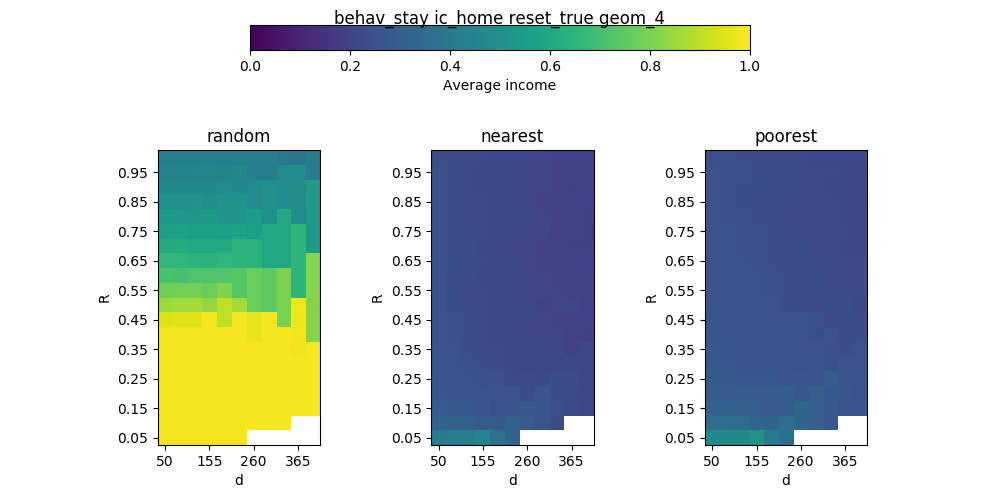 behav_stay ic_home reset_true geom_4
0.0 0.2 0.4 0.6 0.8 1.0
Average income
random nearest poorest
0.95 0.95 0.95
0.85 0.85 0.85
0.75 0.75 0.75
0.65 0.65 0.65
0.55 0.55 0.55
R R R
0.45 0.45 0.45
0.35 0.35 0.35
0.25 0.25 0.25
0.15 0.15 0.15
0.05 0.05 0.05
50 155 260 365 50 155 260 365 50 155 260 365
d d d